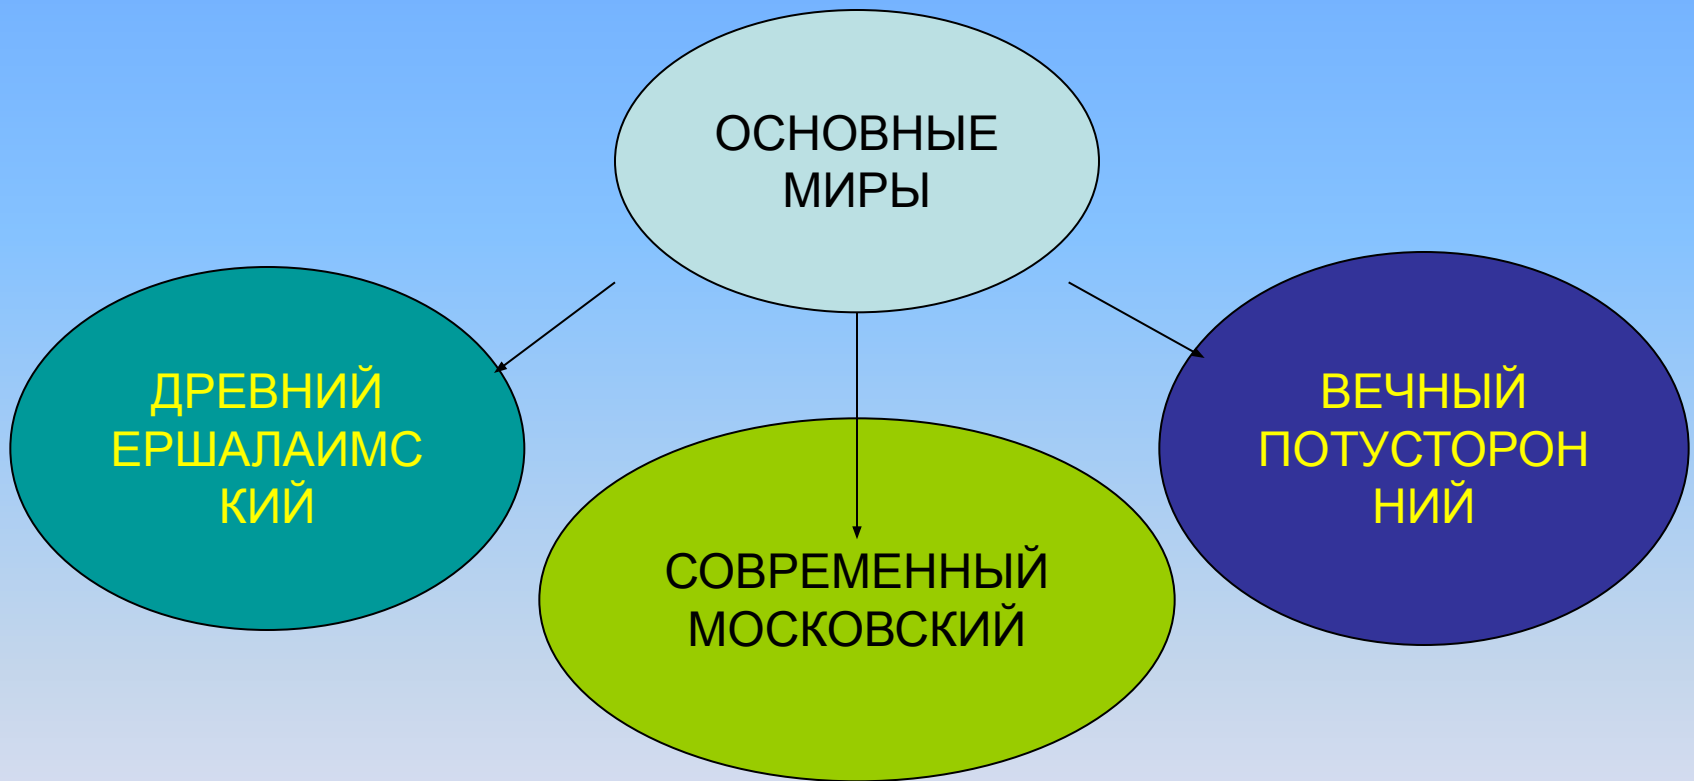 ОСНОВНЫЕ
МИРЫ
ДРЕВНИЙ
ЕРШАЛАИМС
КИЙ
СОВРЕМЕННЫЙ
МОСКОВСКИЙ
ВЕЧНЫЙ
ПОТУСТОРОН
НИЙ